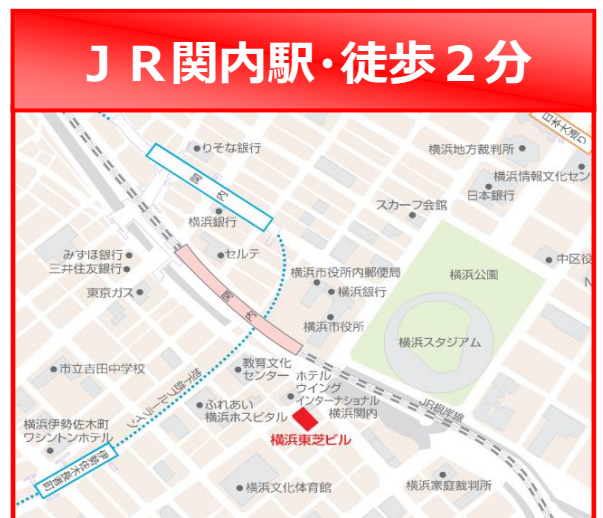 ＪＲ関内駅・徒歩２分
日本大通り
りそな銀行
横浜地方裁判所
関内
横浜情報文化セン
日本銀行
横浜銀行
スカーフ会館
みずほ銀行
三井住友銀行
セルテ
中区役
横浜市役所内郵便局
横浜公園
東京ガス
横浜銀行
関内
横浜市役所
横浜スタジアム
市立吉田中学校
教育文化
センター
ホテル
ウイング
インターナショナル
横浜関内
地下鉄ブルーライン
JR根岸線
ふれあい
横浜ホスピタル
横浜伊勢佐木町
ワシントンホテル
横浜東芝ビル
伊勢佐木長者町
横浜文化体育館
横浜家庭裁判所